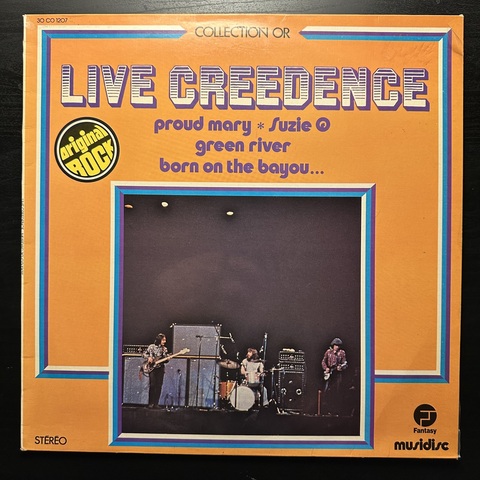 30 CO 1207
COLLECTION OR
LIVE CREEDENCE
proud mary * Suzie Q
green river
born on the bayou...
original
ROCK
STÉRÉO
Fantasy
musidisc